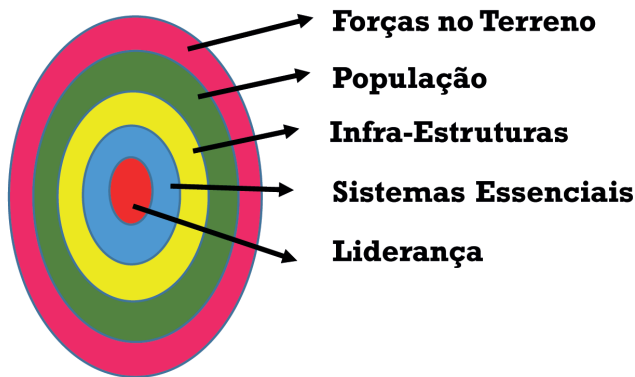 Forças no Terreno
População
Infra-Estruturas
Sistemas Essenciais
Liderança